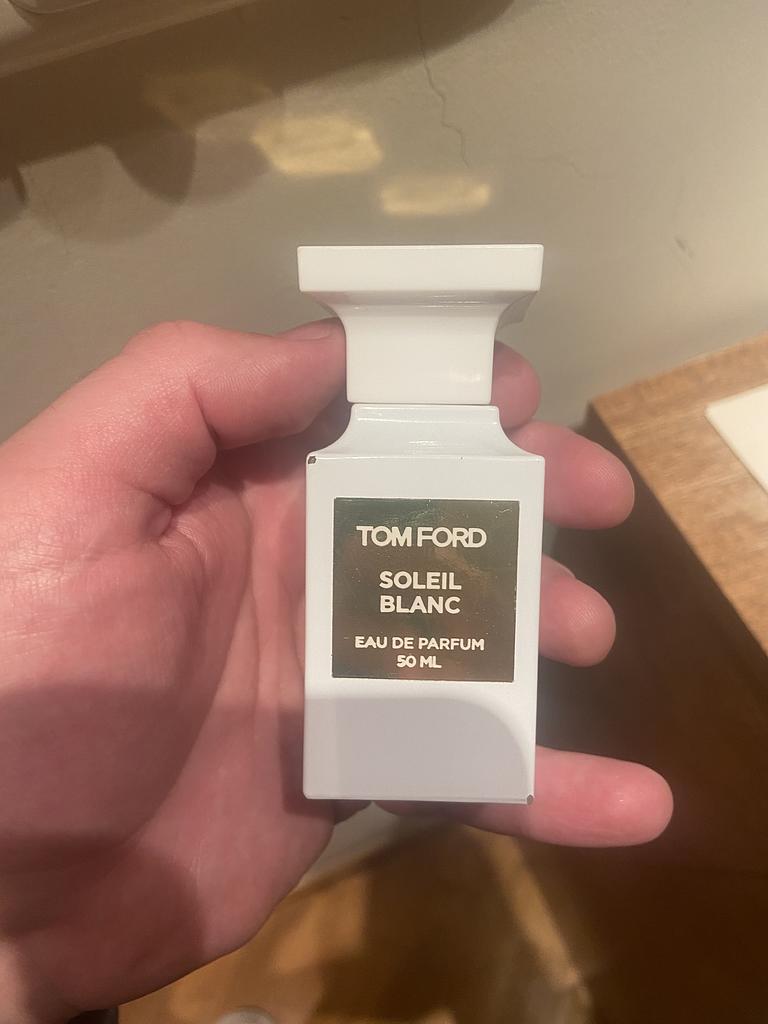 TOM FORD
SOLEIL
BLANC
EAU DE PARFUM
50 ML